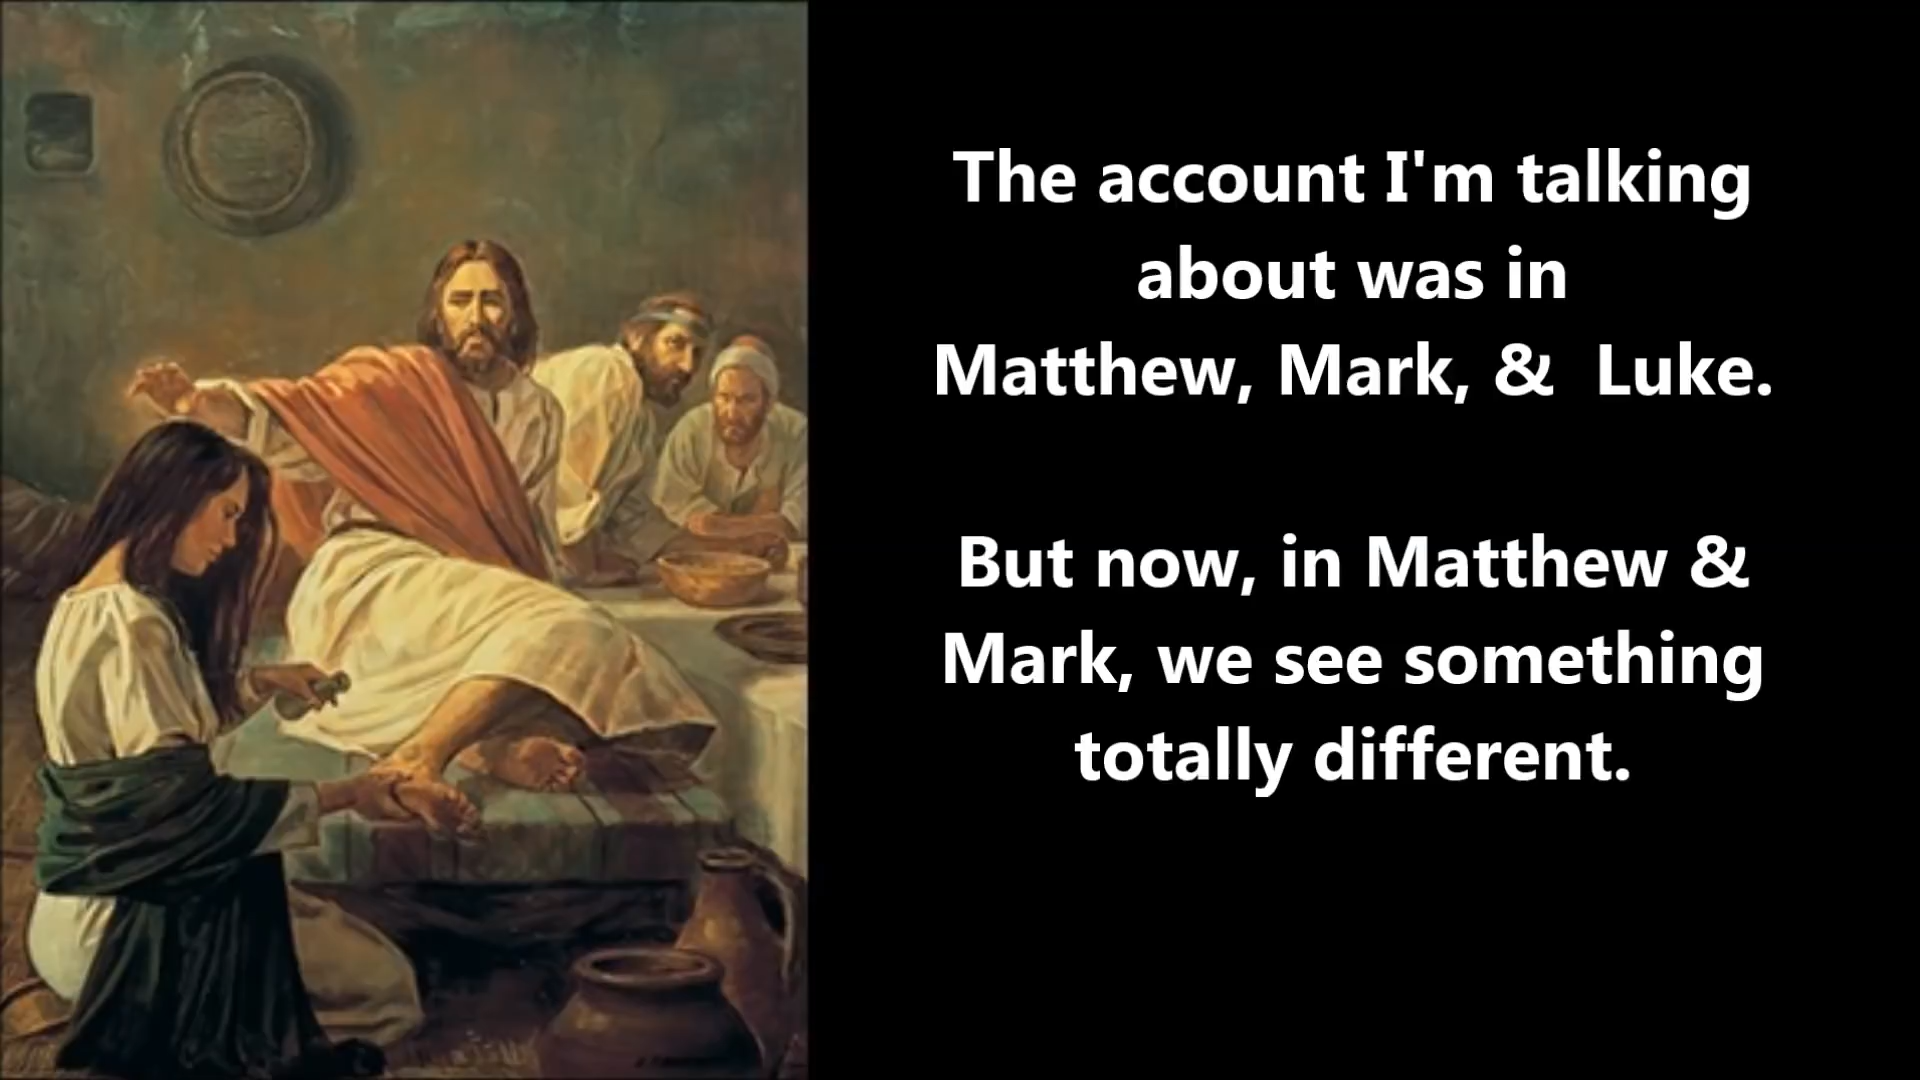 The account I'm talking
about was in
Matthew, Mark, &  Luke.
But now, in Matthew &
Mark, we see something
totally different.